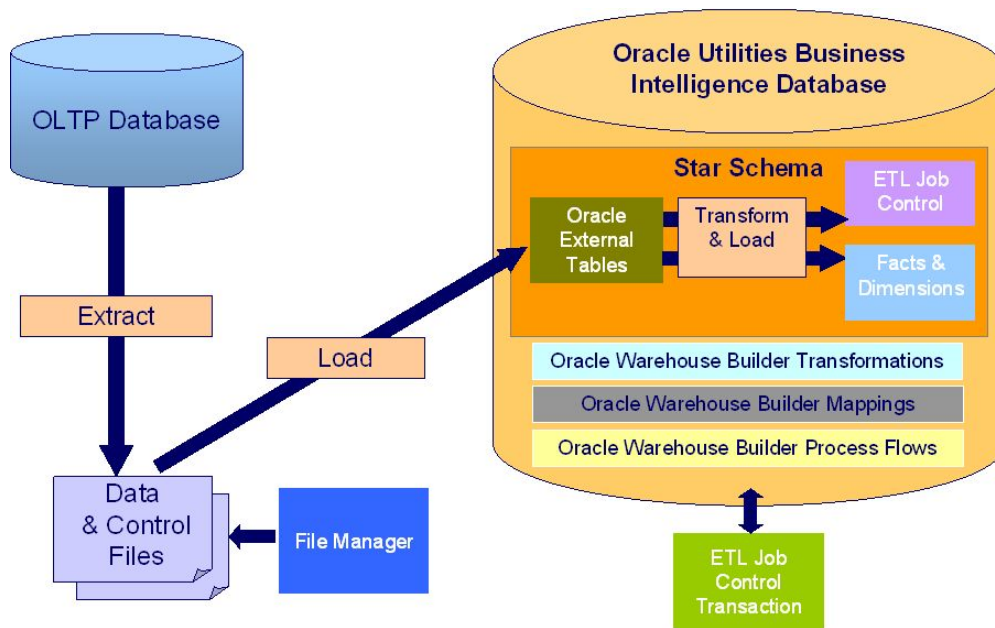 OLTP Database
Extract
Load
Data
& Control
Files
File Manager
Oracle Utilities Business
Intelligence Database
Star Schema
Oracle
External
Tables
Transform
& Load
ETL Job
Control
Facts &
Dimensions
Oracle Warehouse Builder Transformations
Oracle Warehouse Builder Mappings
Oracle Warehouse Builder Process Flows
ETL Job
Control
Transaction